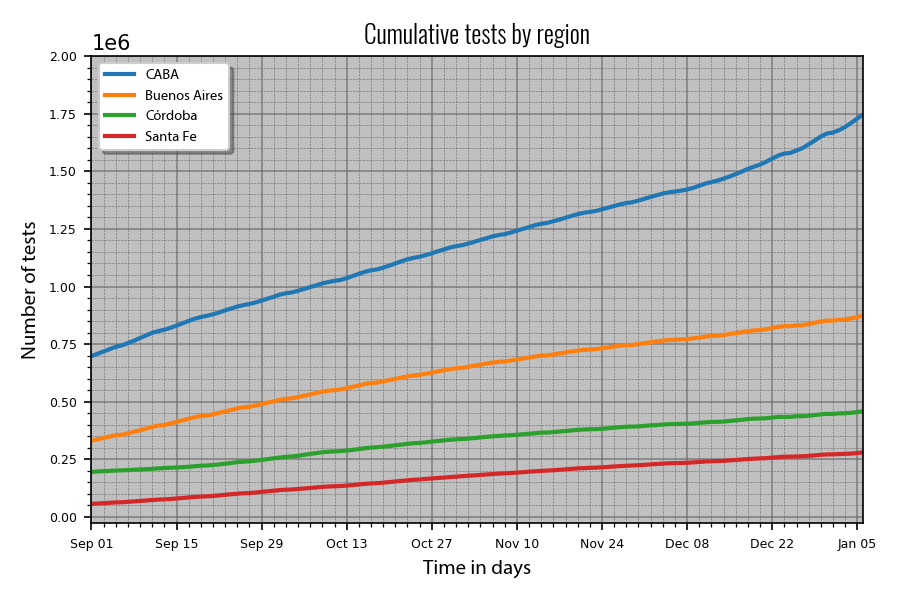 Cumulative tests by region
1e6
2.00
1.75
1.50
1.25
1.00
0.75
0.50
0.25
0.00
Number of tests
CABA
Buenos Aires
Córdoba
Santa Fe
Sep 01 Sep 15 Sep 29 Oct 13 Oct 27 Nov 10 Nov 24 Dec 08 Dec 22 Jan 05
Time in days